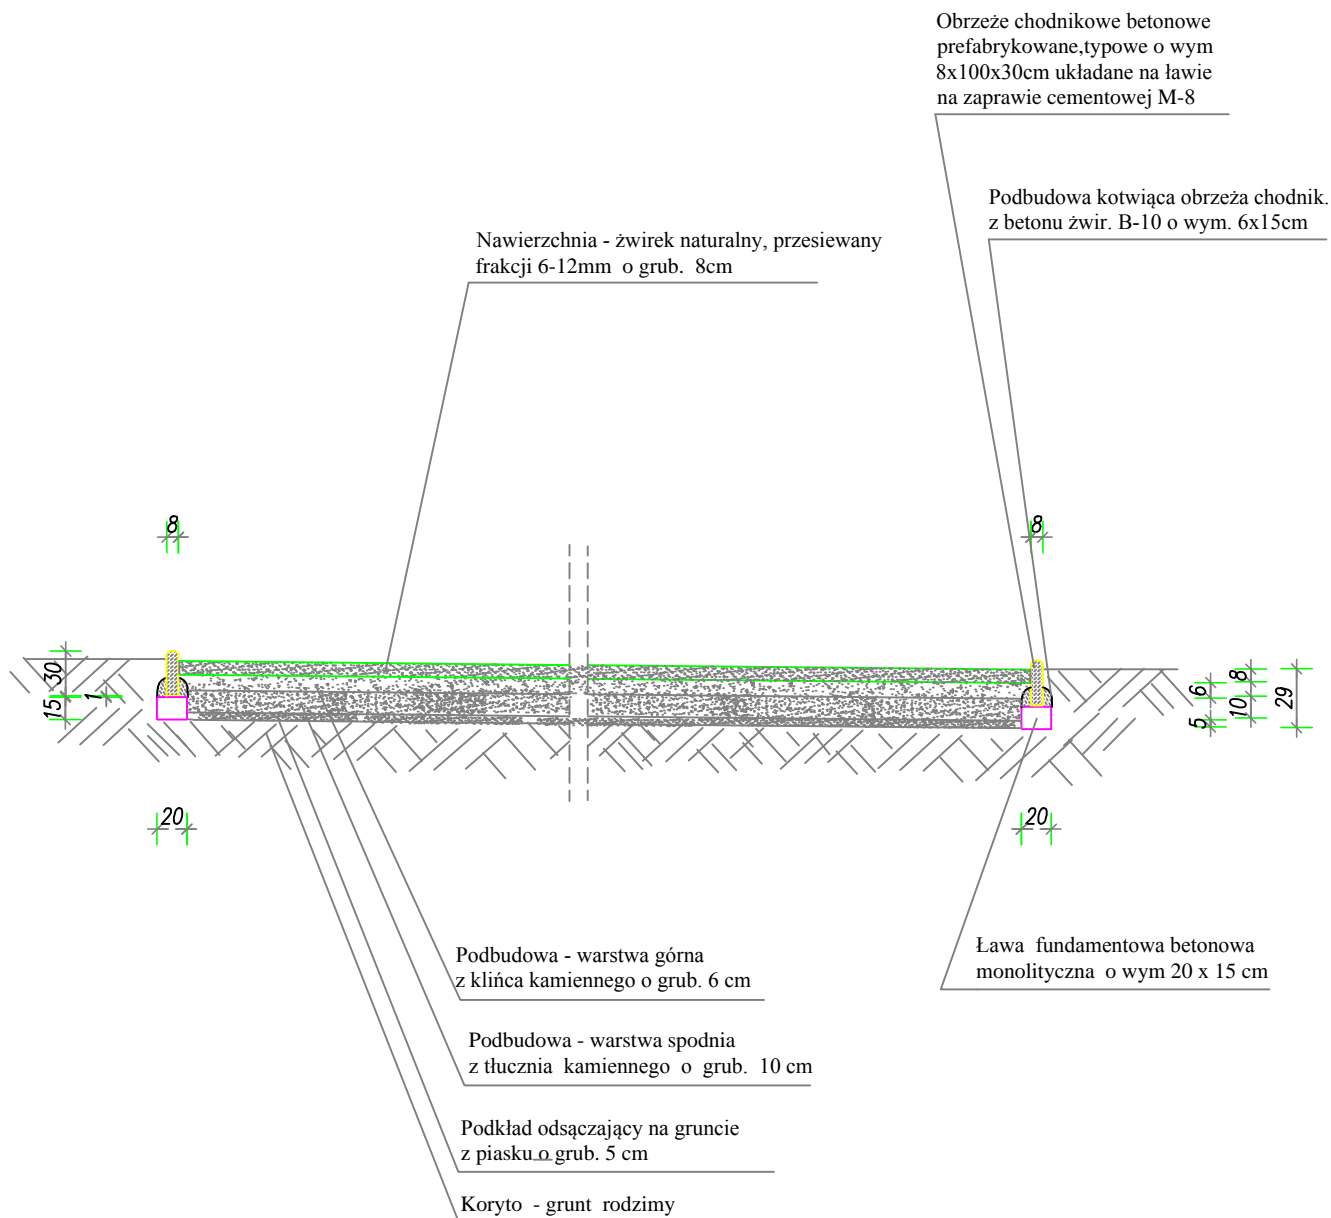 Obrzeże chodnikowe betonowe
prefabrykowane,typowe o wym
8x100x30cm układane na ławie
na zaprawie cementowej M-8
Podbudowa kotwiąca obrzeża chodnik.
z betonu żwir. B-10 o wym. 6x15cm
Nawierzchnia - żwirek naturalny, przesiewany
frakcji 6-12mm o grub. 8cm
8
8
30
1
15
8
6
10
5
29
20
20
Podbudowa - warstwa górna
z klińca kamiennego o grub. 6 cm
Ława fundamentowa betonowa
monolityczna o wym 20 x 15 cm
Podbudowa - warstwa spodnia
z tłucznia kamiennego o grub. 10 cm
Podkład odsączający na gruncie
z piasku o grub. 5 cm
Koryto - grunt rodzimy